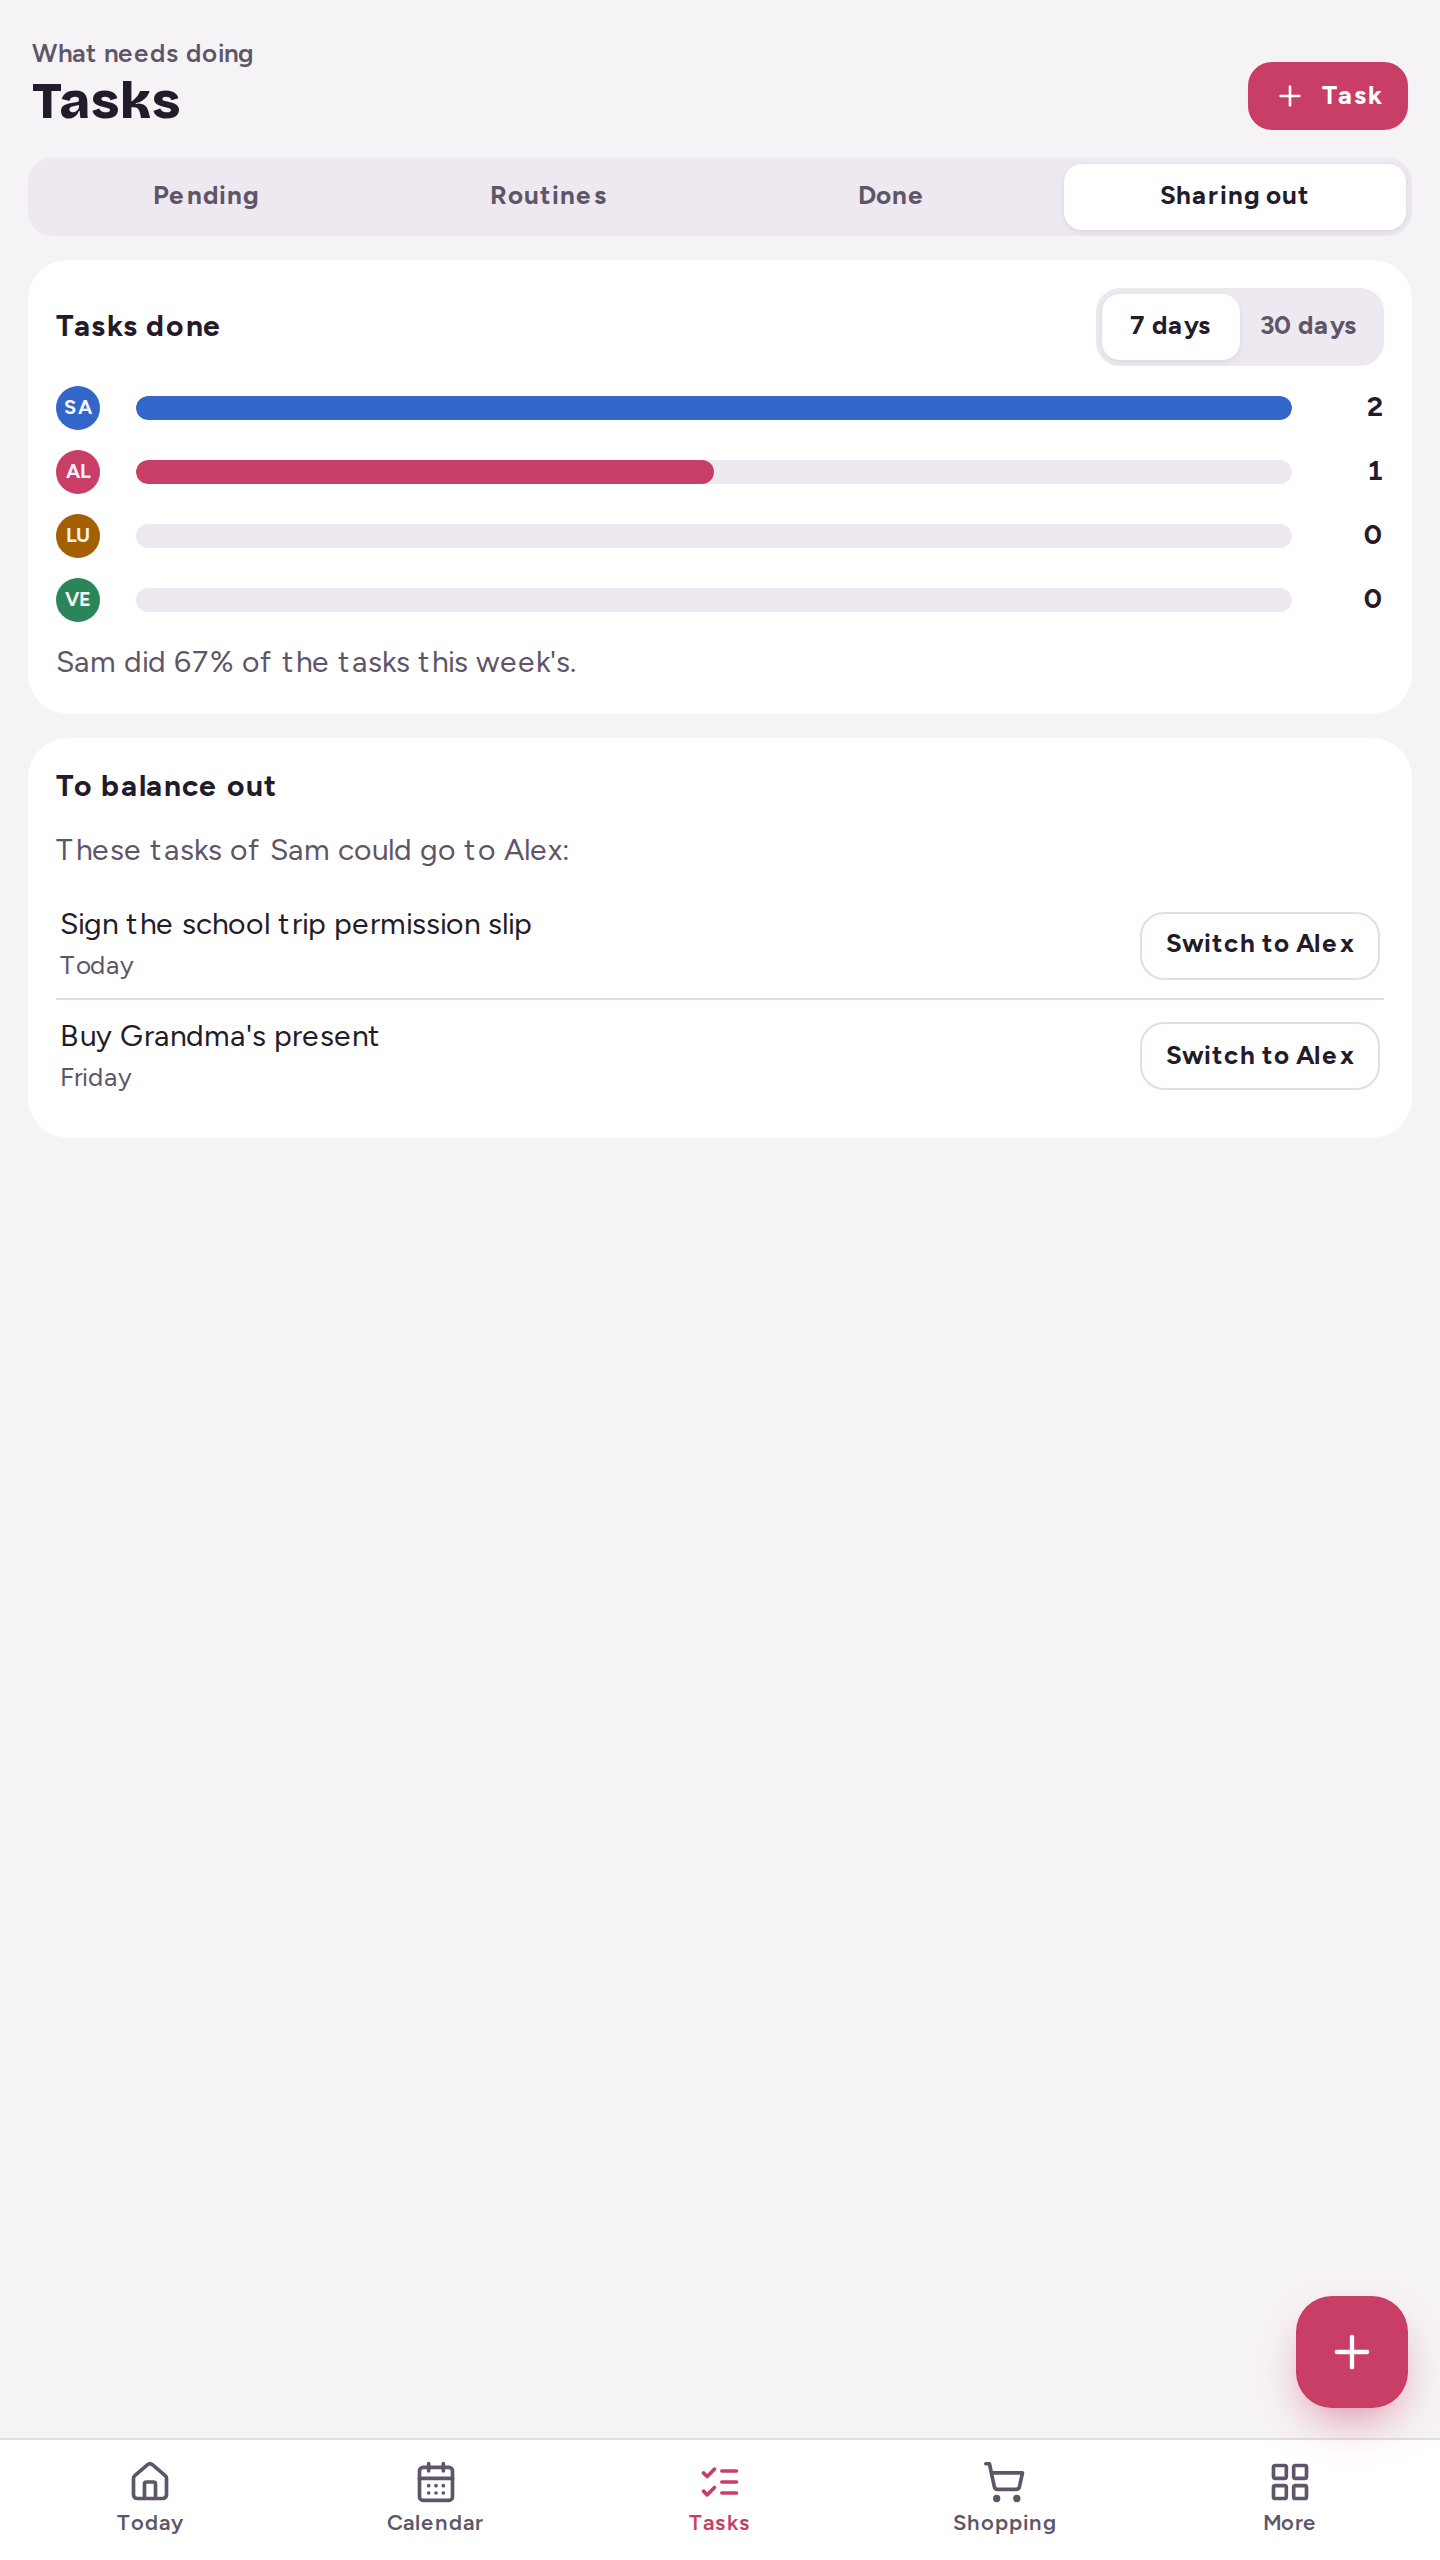 What needs doing
Tasks
Task
Pending Routines Done Sharing out
Tasks done
7 days 30 days
SA 2
AL 1
LU 0
VE 0
Sam did 67% of the tasks this week's.
To balance out
These tasks of Sam could go to Alex:
Sign the school trip permission slip
Today
Switch to Alex
Buy Grandma's present
Friday
Switch to Alex
Today Calendar Tasks Shopping More